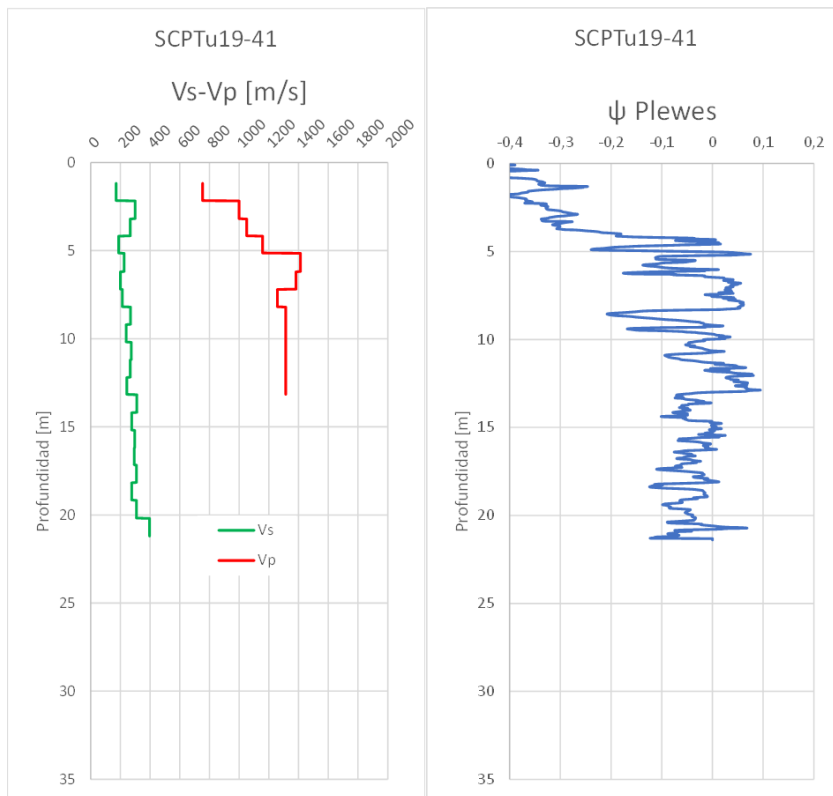 SCPTu19-41
Vs-Vp [m/s]
0 200 400 600 800 1000 1200 1400 1600 1800 2000
0
5
10
15
20
25
30
35
Profundidad [m]
Vs
Vp
SCPTu19-41
ψ Plewes
-0,4 -0,3 -0,2 -0,1 0 0,1 0,2
0
5
10
15
20
25
30
35
Profundidad [m]